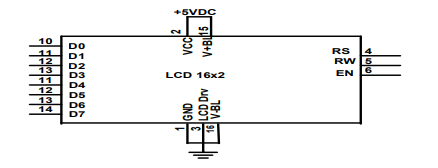 +5VDC
2
15
VCC
V+BL
10 D0
11 D1
12 D2
13 D3
11 D4
12 D5
13 D6
14 D7
LCD 16x2
RS 4
RW 5
EN 6
GND
LCD Drv
V-BL
1
3
16